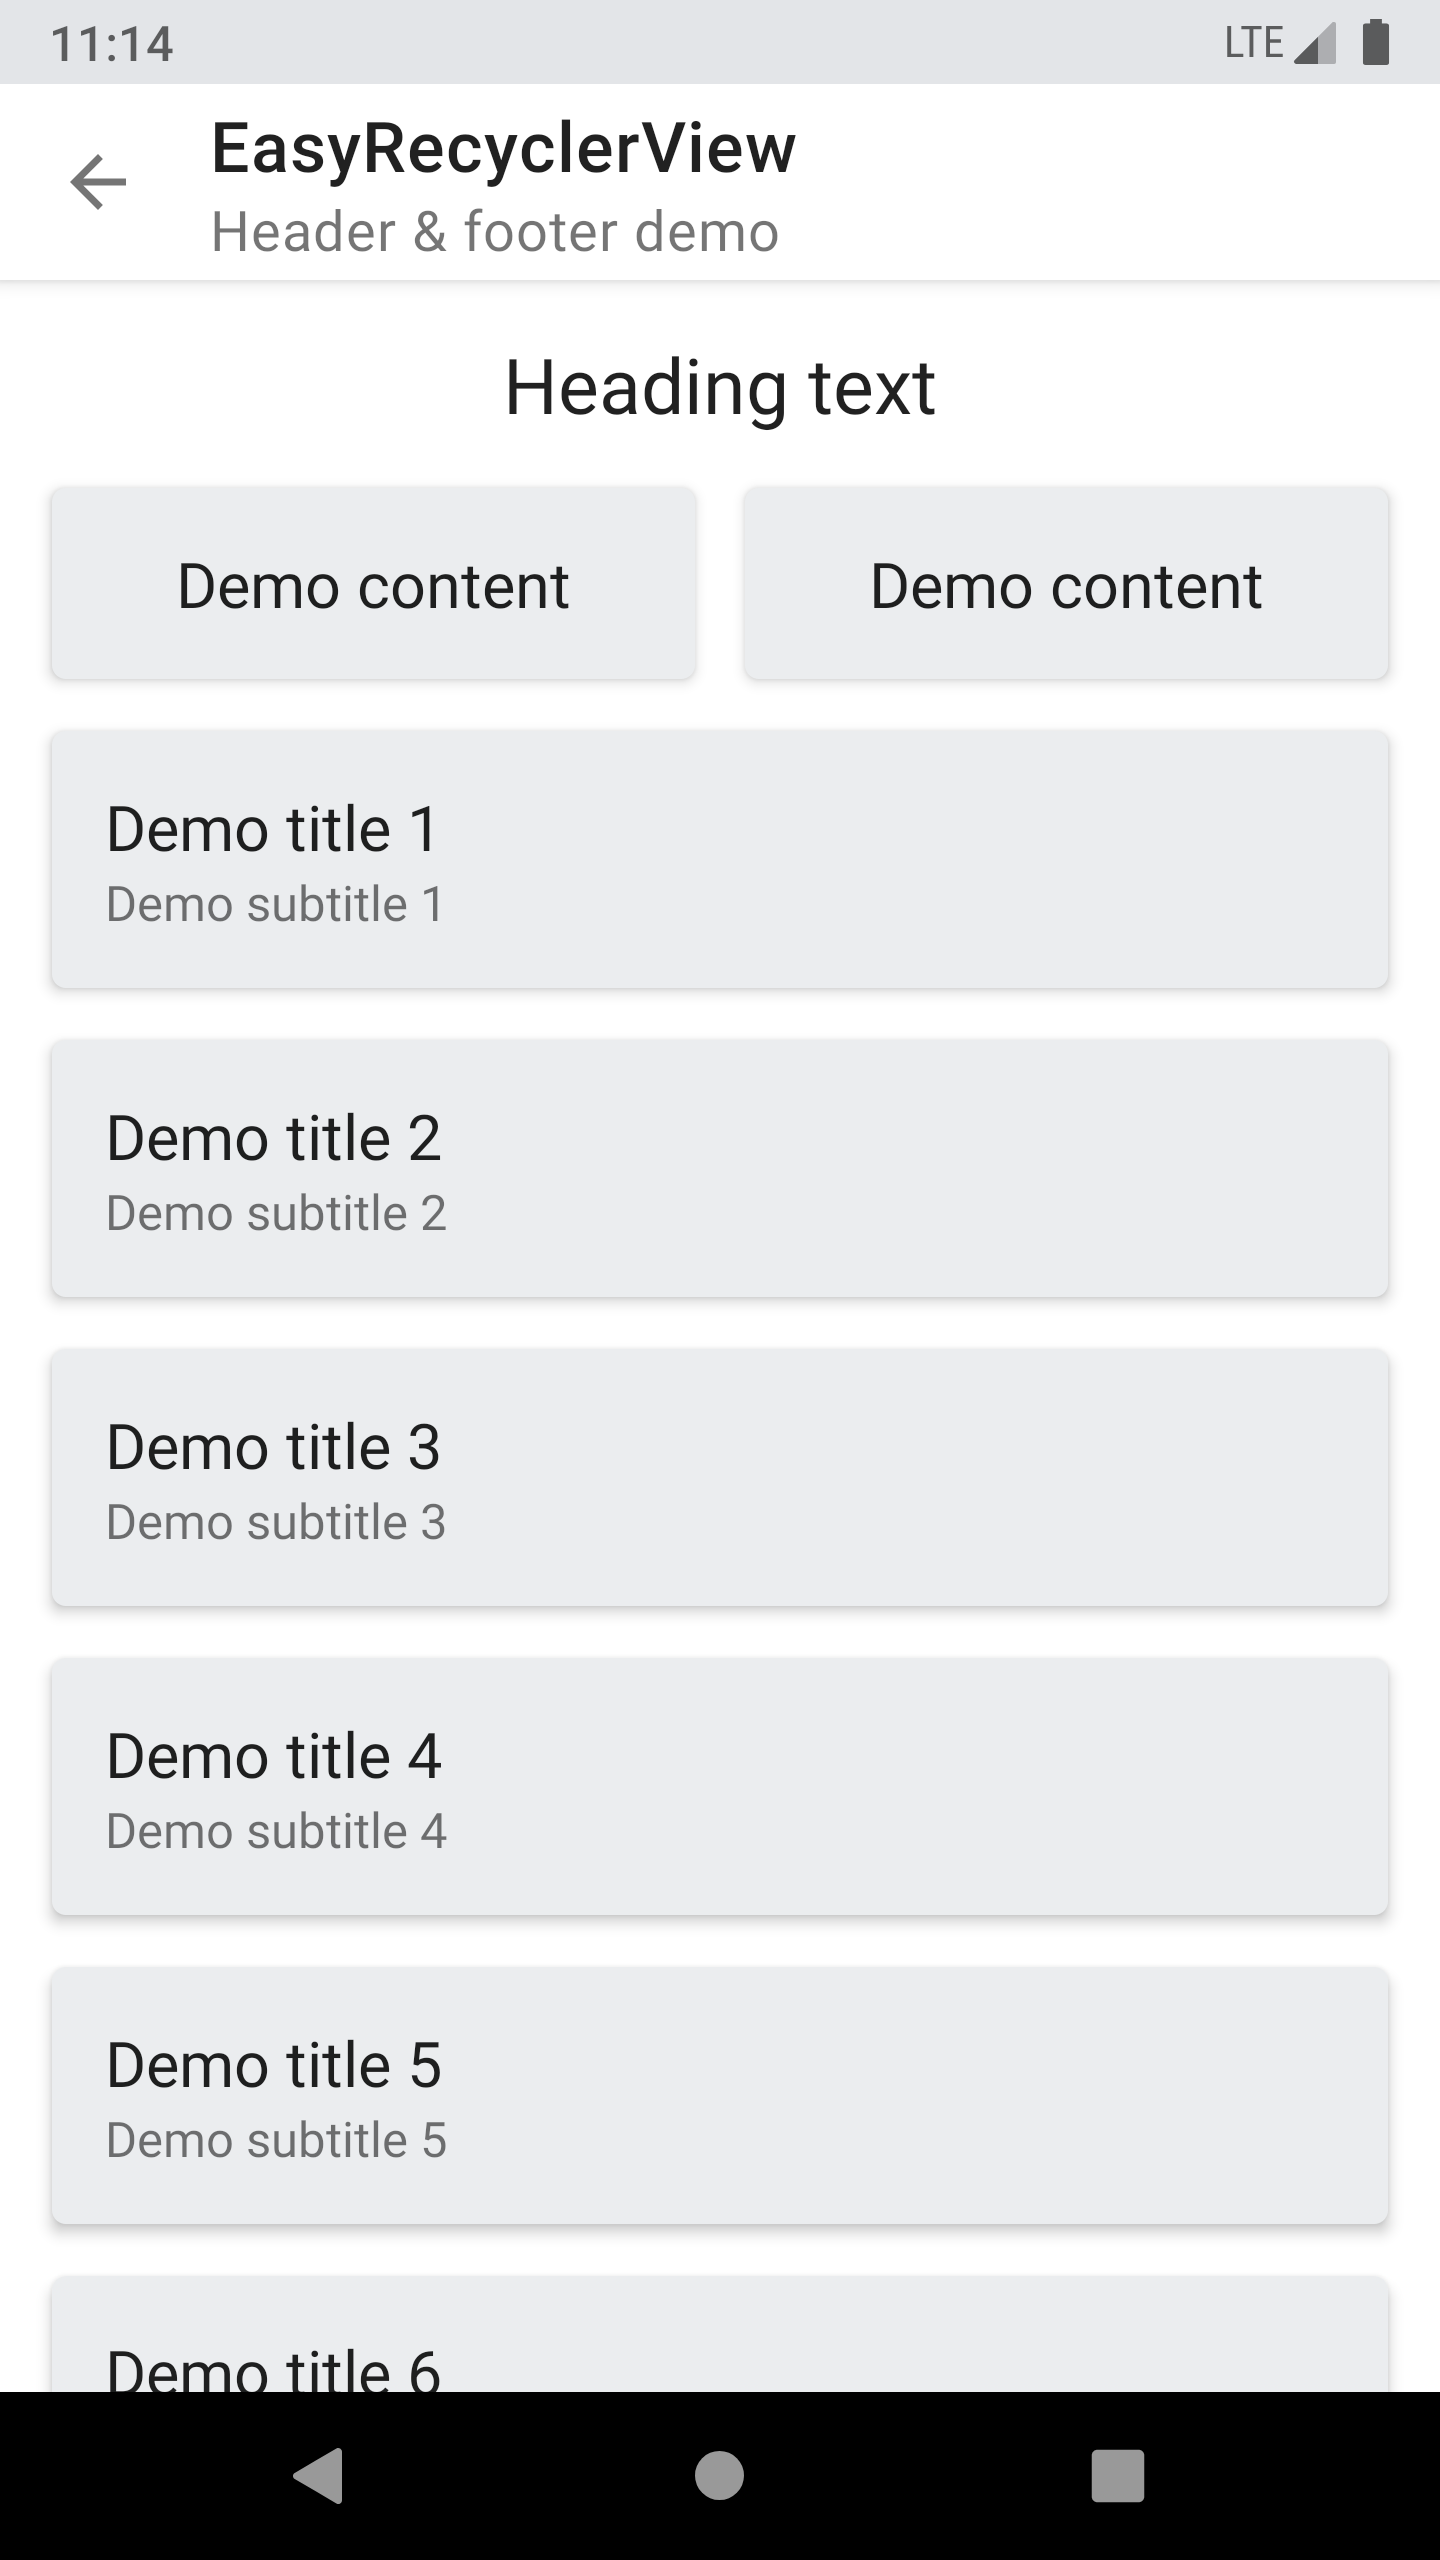 11:14
LTE
EasyRecyclerView
Header & footer demo
Heading text
Demo content
Demo content
Demo title 1
Demo subtitle 1
Demo title 2
Demo subtitle 2
Demo title 3
Demo subtitle 3
Demo title 4
Demo subtitle 4
Demo title 5
Demo subtitle 5
Demo title 6